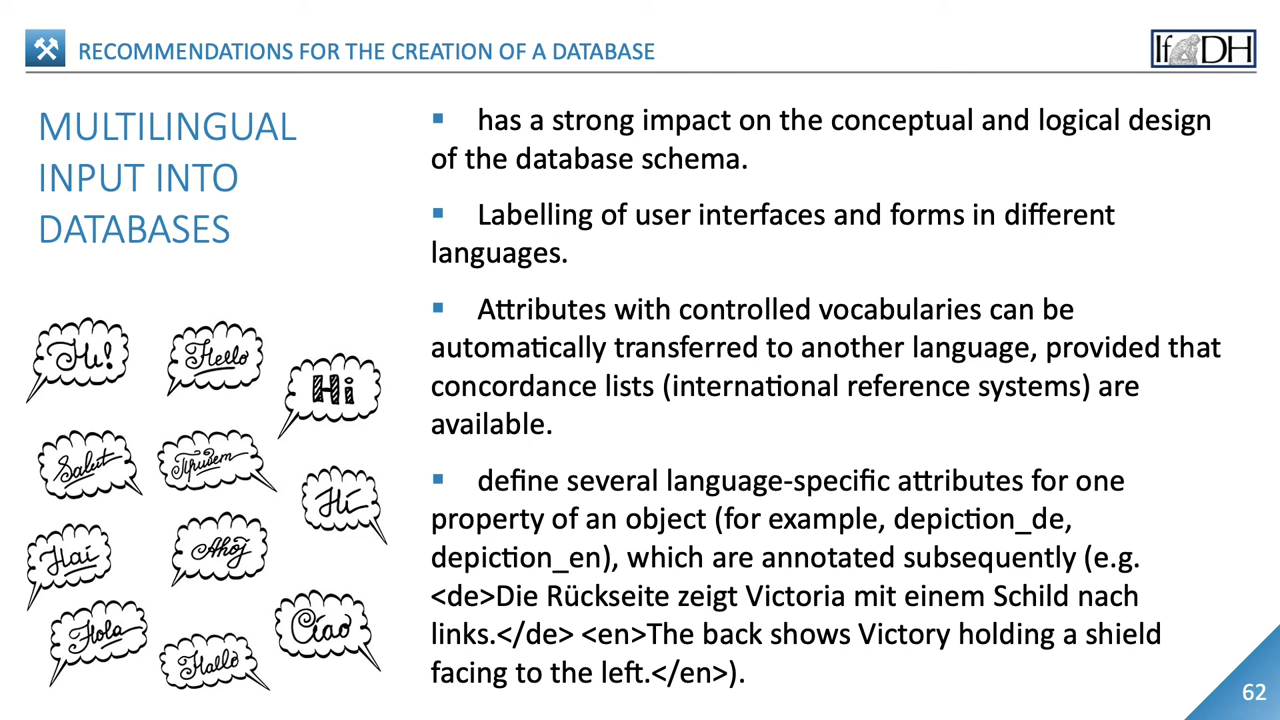 RECOMMENDATIONS FOR THE CREATION OF A DATABASE
IfDH
MULTILINGUAL
INPUT INTO
DATABASES
▪ has a strong impact on the conceptual and logical design
of the database schema.
▪ Labelling of user interfaces and forms in different
languages.
▪ Attributes with controlled vocabularies can be
automatically transferred to another language, provided that
concordance lists (international reference systems) are
available.
▪ define several language-specific attributes for one
property of an object (for example, depiction_de,
depiction_en), which are annotated subsequently (e.g.
<de>Die Rückseite zeigt Victoria mit einem Schild nach
links.</de> <en>The back shows Victory holding a shield
facing to the left.</en>).
Hi!
Hello
Hi
Salut
Привет
Hi
Hai
Ahoj
Hola
Hallo
Ciao
62